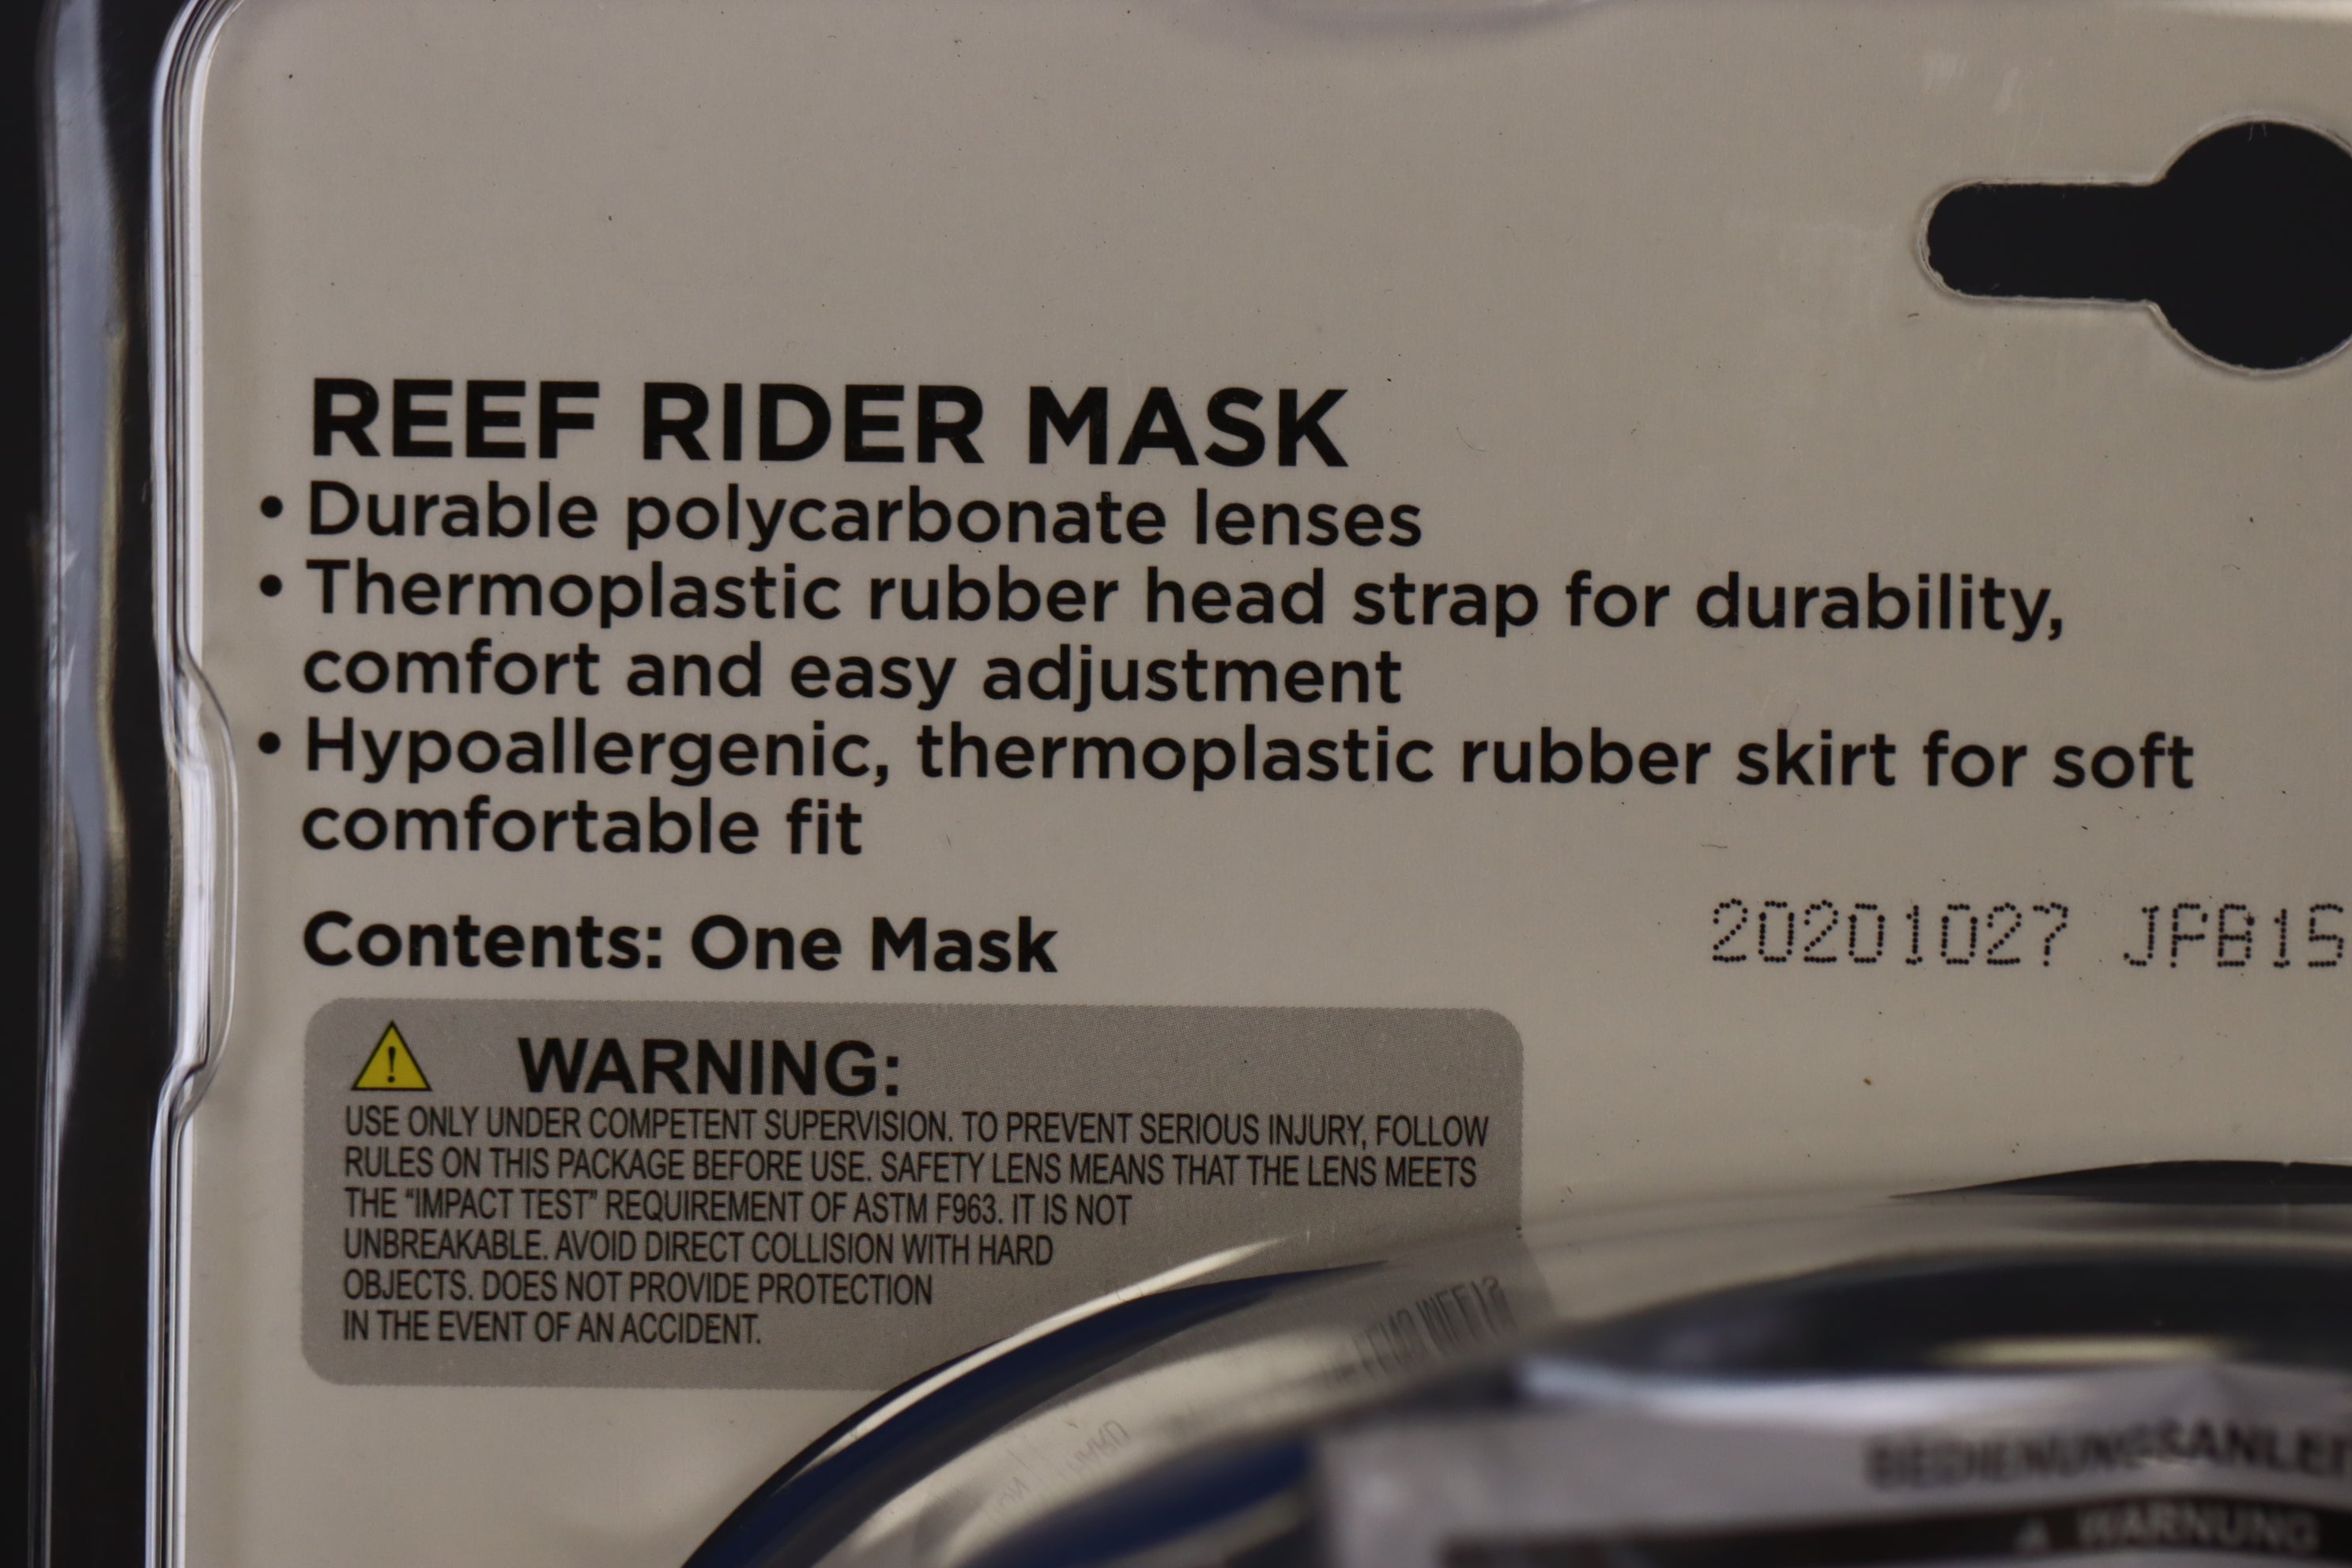 REEF RIDER MASK
• Durable polycarbonate lenses
• Thermoplastic rubber head strap for durability,
comfort and easy adjustment
• Hypoallergenic, thermoplastic rubber skirt for soft
comfortable fit
Contents: One Mask
20201027 JPB15
WARNING:
USE ONLY UNDER COMPETENT SUPERVISION. TO PREVENT SERIOUS INJURY, FOLLOW
RULES ON THIS PACKAGE BEFORE USE. SAFETY LENS MEANS THAT THE LENS MEETS
THE “IMPACT TEST” REQUIREMENT OF ASTM F963. IT IS NOT
UNBREAKABLE. AVOID DIRECT COLLISION WITH HARD
OBJECTS. DOES NOT PROVIDE PROTECTION
IN THE EVENT OF AN ACCIDENT.
BEDIENUNGSANLEI
WARNUNG